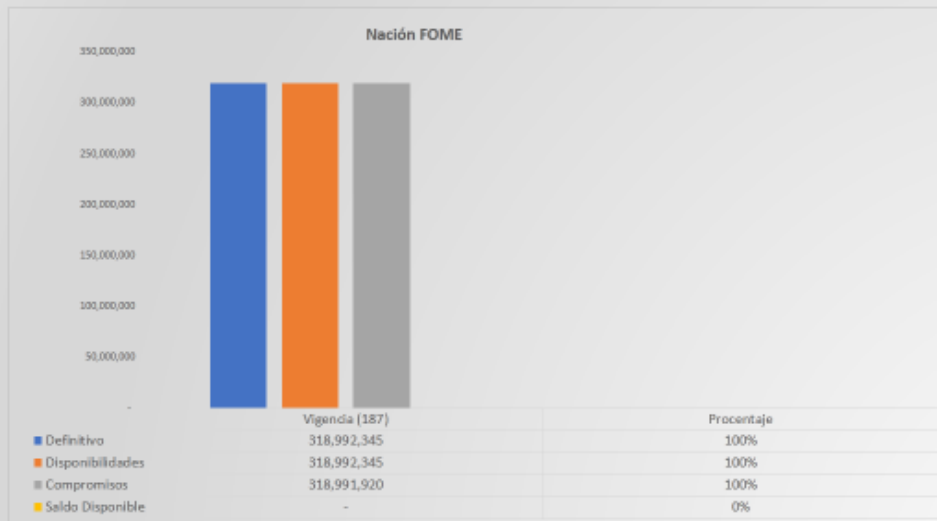 Nación FOME
350,000,000
300,000,000
250,000,000
200,000,000
150,000,000
100,000,000
50,000,000
-
Vigencia (187) Procentaje
Definitivo 318,992,345 100%
Disponibilidades 318,992,345 100%
Compromisos 318,991,920 100%
Saldo Disponible - 0%